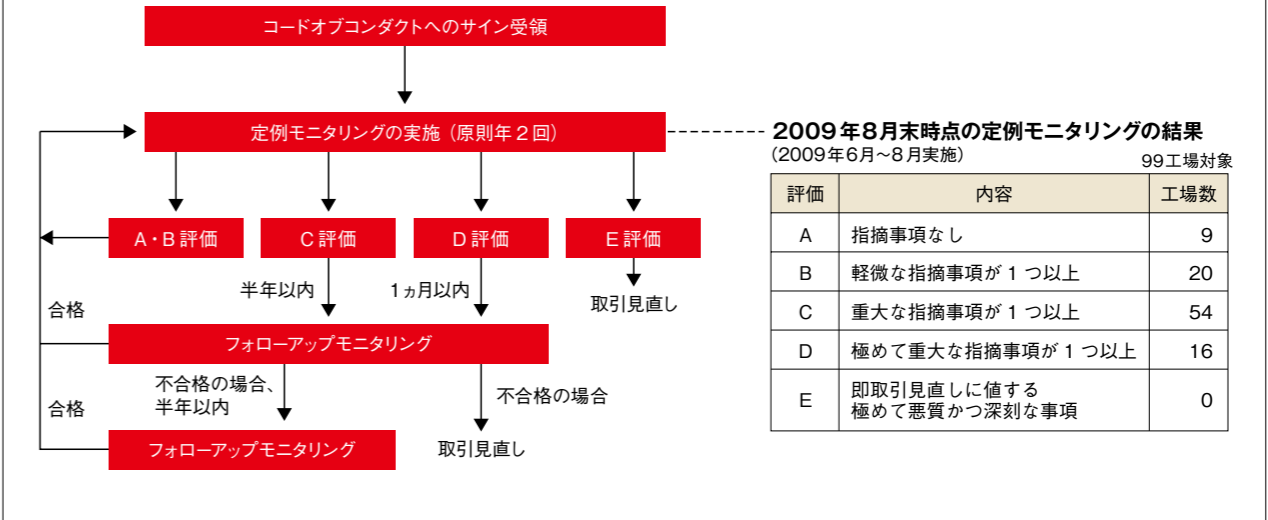 コードオブコンダクトへのサイン受領
定例モニタリングの実施（原則年２回）
A・B 評価
C 評価
D 評価
E 評価
半年以内
１ヵ月以内
取引見直し
合格
フォローアップモニタリング
不合格の場合、
半年以内
不合格の場合
合格
フォローアップモニタリング
取引見直し
2009年8月末時点の定例モニタリングの結果
（2009年6月～8月実施）
99工場対象
評価 内容 工場数
A 指摘事項なし 9
B 軽微な指摘事項が 1 つ以上 20
C 重大な指摘事項が 1 つ以上 54
D 極めて重大な指摘事項が 1 つ以上 16
E 即取引見直しに値する
極めて悪質かつ深刻な事項 0